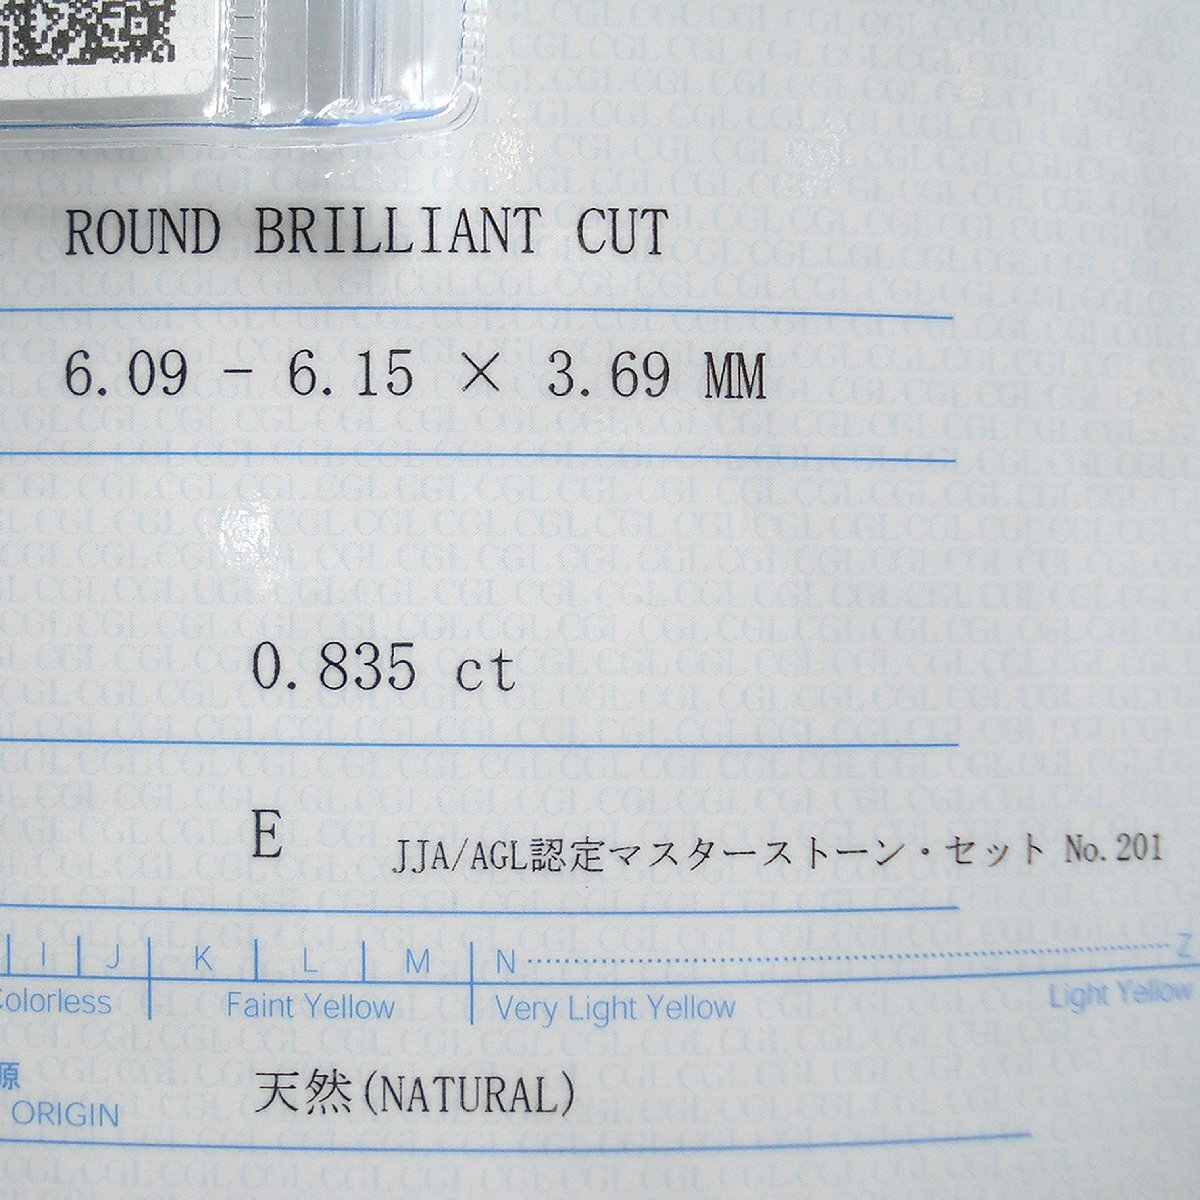 ROUND BRILLIANT CUT
6.09 - 6.15 × 3.69 MM
0.835 ct
E JJA/AGL認定マスターストーン・セット No.201
I J K L M N Z
Colorless Faint Yellow Very Light Yellow Light Yellow
源
ORIGIN 天然(NATURAL)